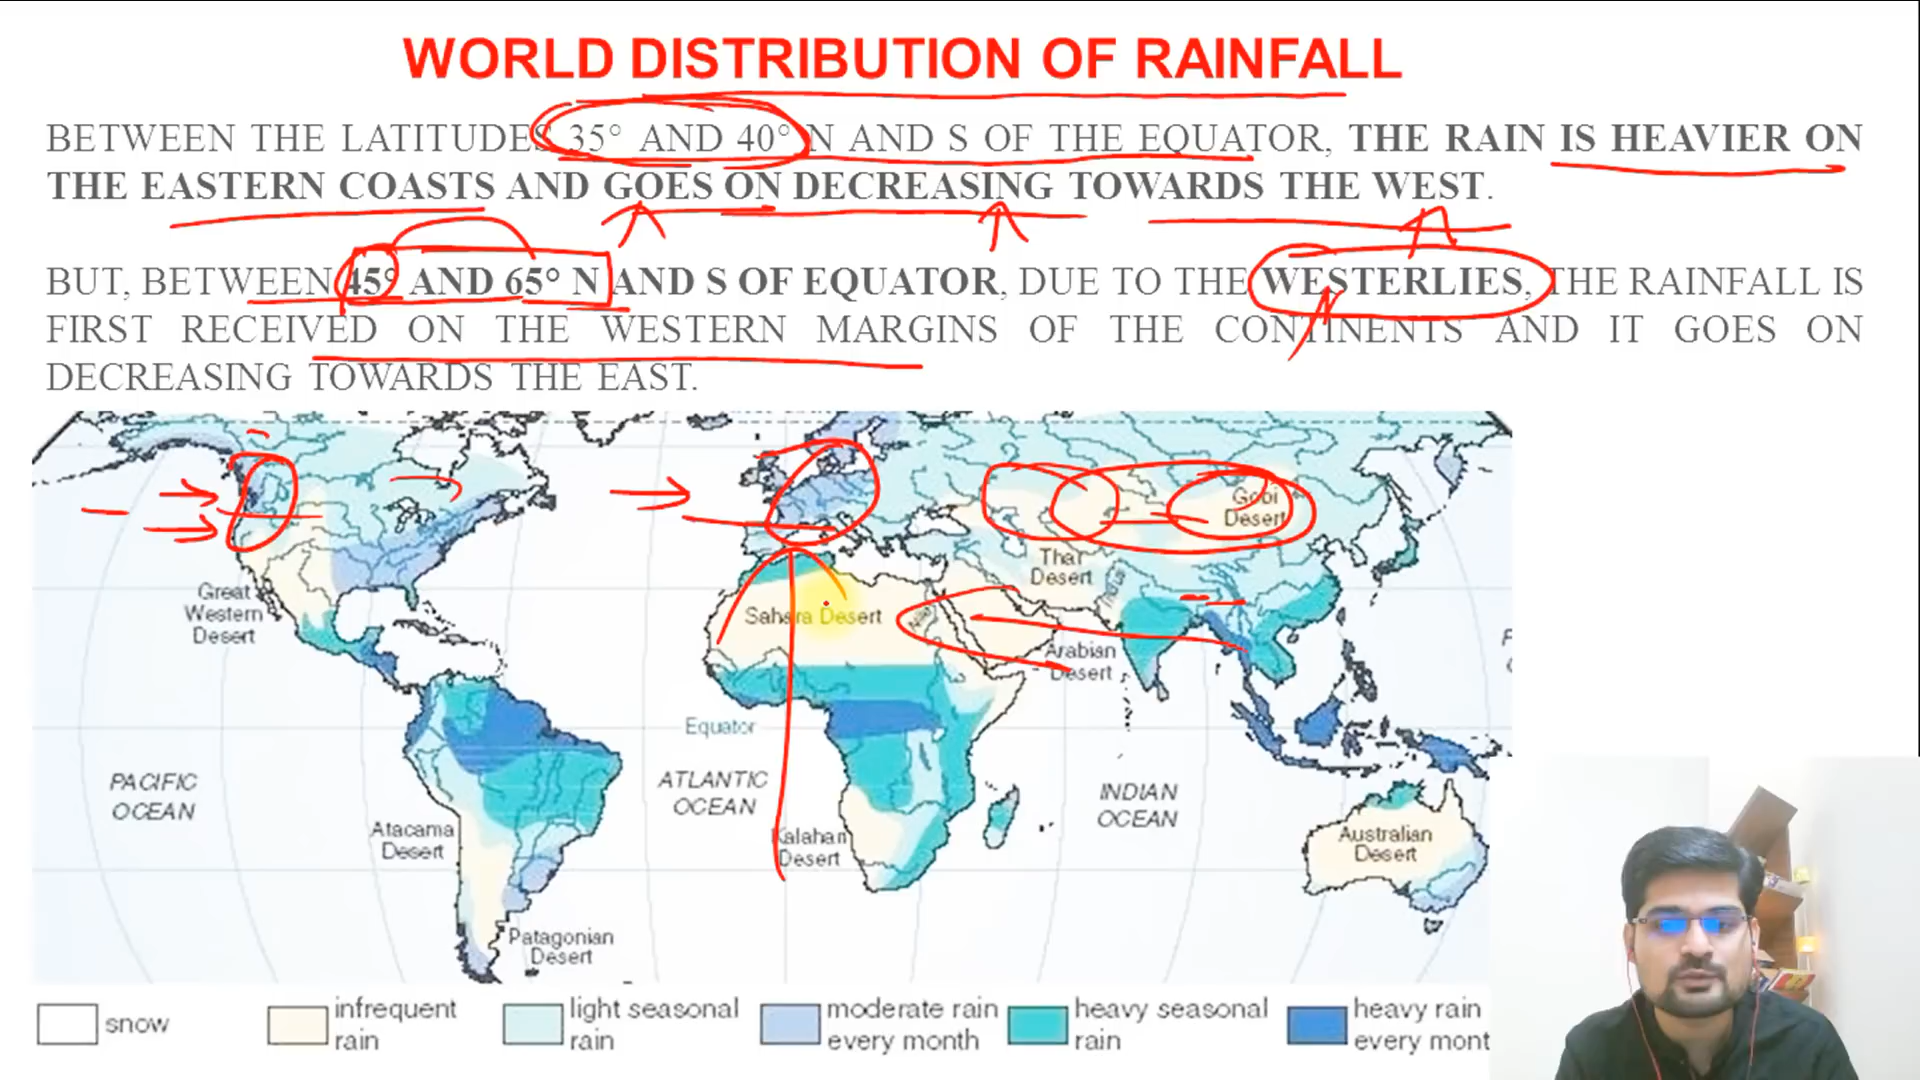 WORLD DISTRIBUTION OF RAINFALL
BETWEEN THE LATITUDES 35° AND 40° N AND S OF THE EQUATOR, THE RAIN IS HEAVIER ON
THE EASTERN COASTS AND GOES ON DECREASING TOWARDS THE WEST.
BUT, BETWEEN 45° AND 65° N AND S OF EQUATOR, DUE TO THE WESTERLIES, THE RAINFALL IS
FIRST RECEIVED ON THE WESTERN MARGINS OF THE CONTINENTS AND IT GOES ON
DECREASING TOWARDS THE EAST.
Gobi
Desert
Thar
Desert
Great
Western
Desert
Sahara Desert
Arabian
Desert
Equator
PACIFIC
OCEAN
ATLANTIC
OCEAN
INDIAN
OCEAN
Atacama
Desert
Kalahari
Desert
Australian
Desert
Patagonian
Desert
snow
infrequent
rain
light seasonal
rain
moderate rain
every month
heavy seasonal
rain
heavy rain
every mont